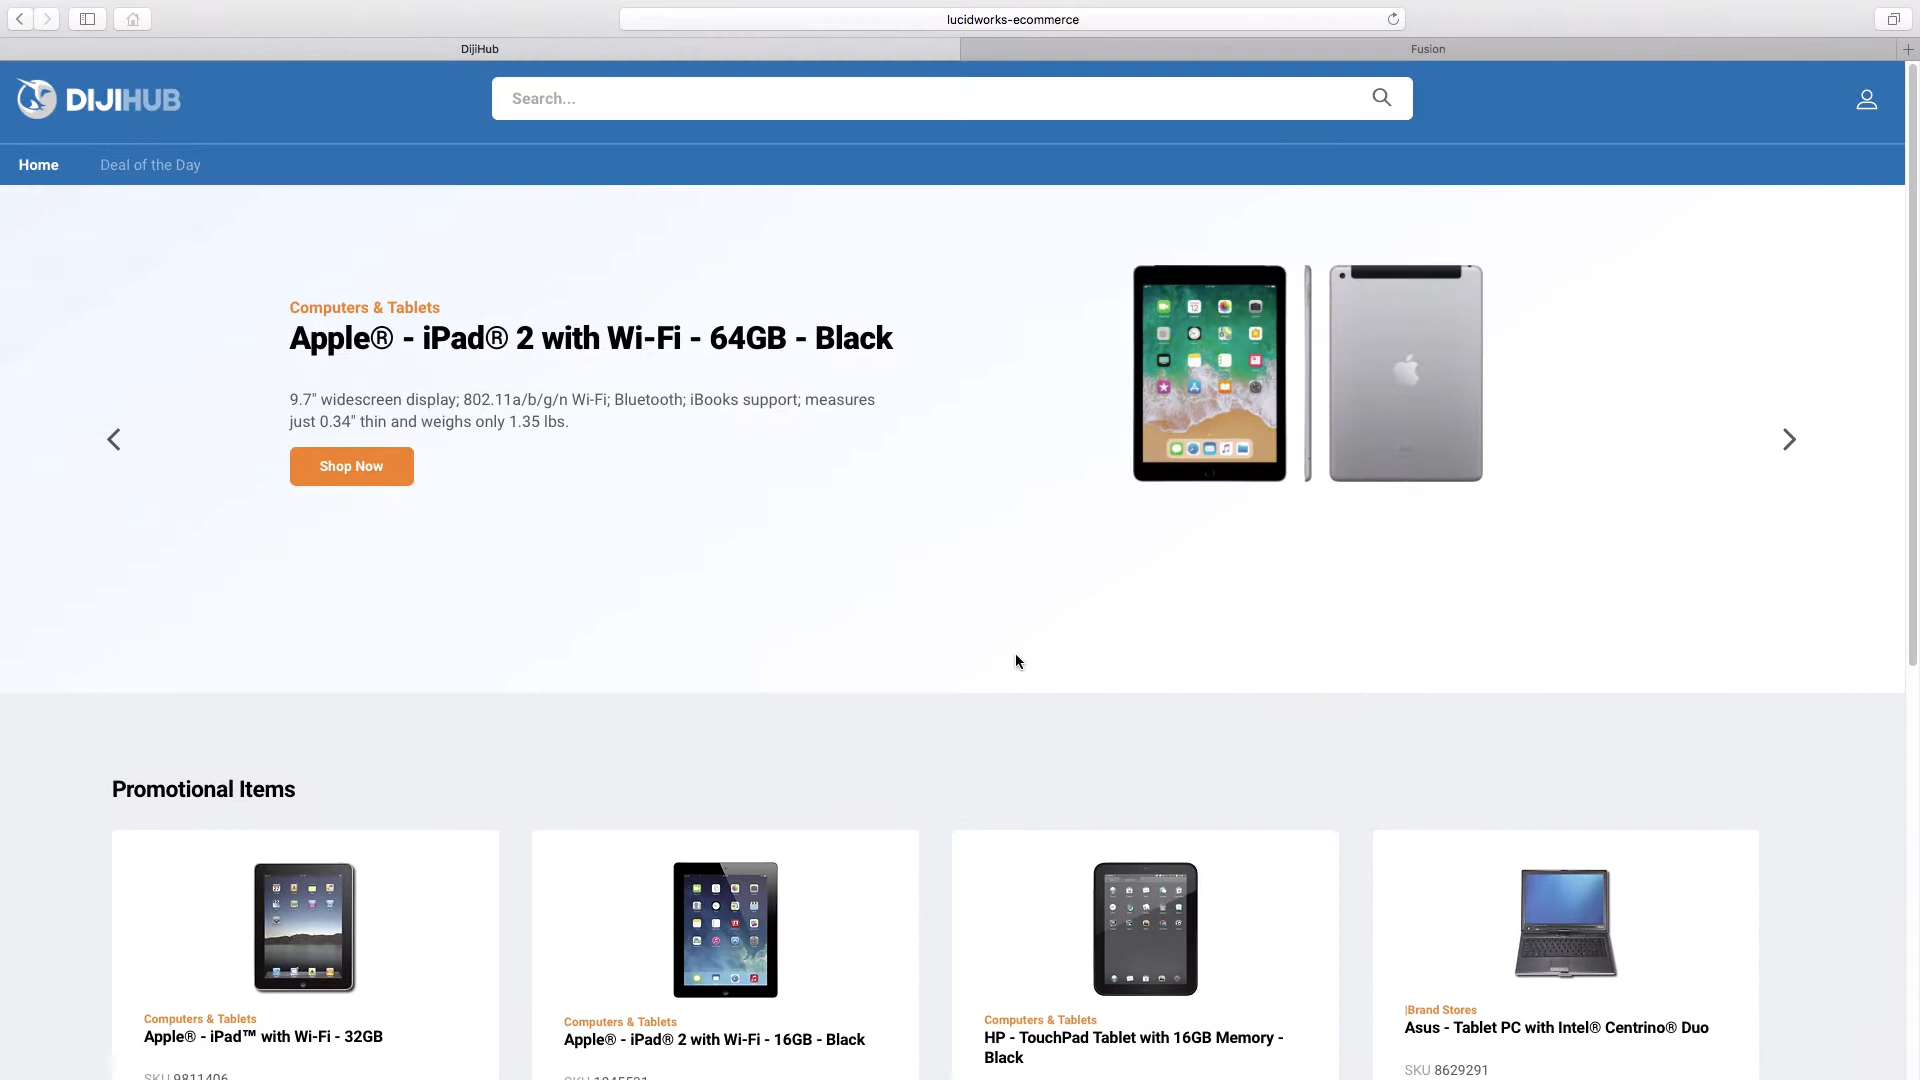 lucidworks-ecommerce
DijiHub
Fusion
DIJIHUB
Search...
Home
Deal of the Day
Computers & Tablets
Apple® - iPad® 2 with Wi-Fi - 64GB - Black
9.7" widescreen display; 802.11a/b/g/n Wi-Fi; Bluetooth; iBooks support; measures
just 0.34" thin and weighs only 1.35 lbs.
Shop Now
Promotional Items
Computers & Tablets
Apple® - iPad™ with Wi-Fi - 32GB
SKU 9811406
Computers & Tablets
Apple® - iPad® 2 with Wi-Fi - 16GB - Black
Computers & Tablets
HP - TouchPad Tablet with 16GB Memory -
Black
|Brand Stores
Asus - Tablet PC with Intel® Centrino® Duo
SKU 8629291